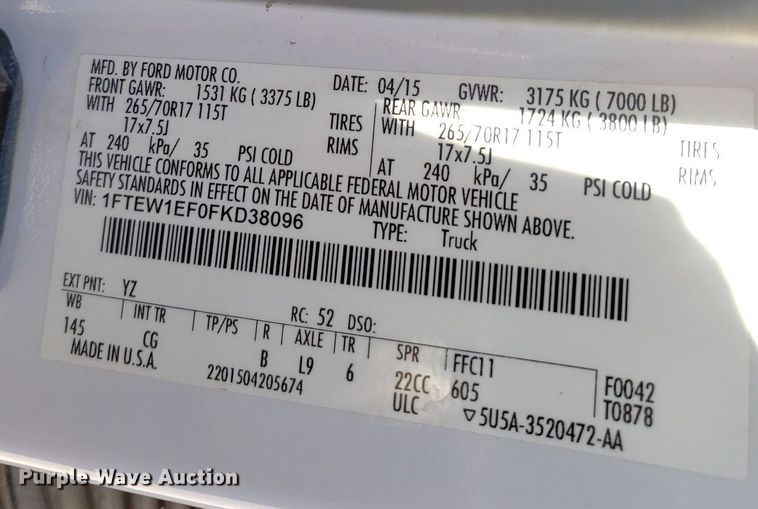 MFD. BY FORD MOTOR CO. DATE: 04/15 GVWR: 3175 KG ( 7000 LB)
FRONT GAWR: 1531 KG ( 3375 LB) REAR GAWR: 1724 KG ( 3800 LB)
WITH 265/70R17 115T TIRES WITH 265/70R17 115T TIRES
17x7.5J RIMS 17x7.5J RIMS
AT 240 kPa/ 35 PSI COLD AT 240 kPa/ 35 PSI COLD
THIS VEHICLE CONFORMS TO ALL APPLICABLE FEDERAL MOTOR VEHICLE
SAFETY STANDARDS IN EFFECT ON THE DATE OF MANUFACTURE SHOWN ABOVE.
VIN: 1FTEW1EF0FKD38096 TYPE: Truck
EXT PNT: YZ RC: 52 DSO:
WB INT TR TP/PS R AXLE TR SPR FFC11 F0042
145 CG B L9 6 22CC 605 T0878
MADE IN U.S.A. 2201504205674 ULC ▽5U5A-3520472-AA
Purple Wave Auction